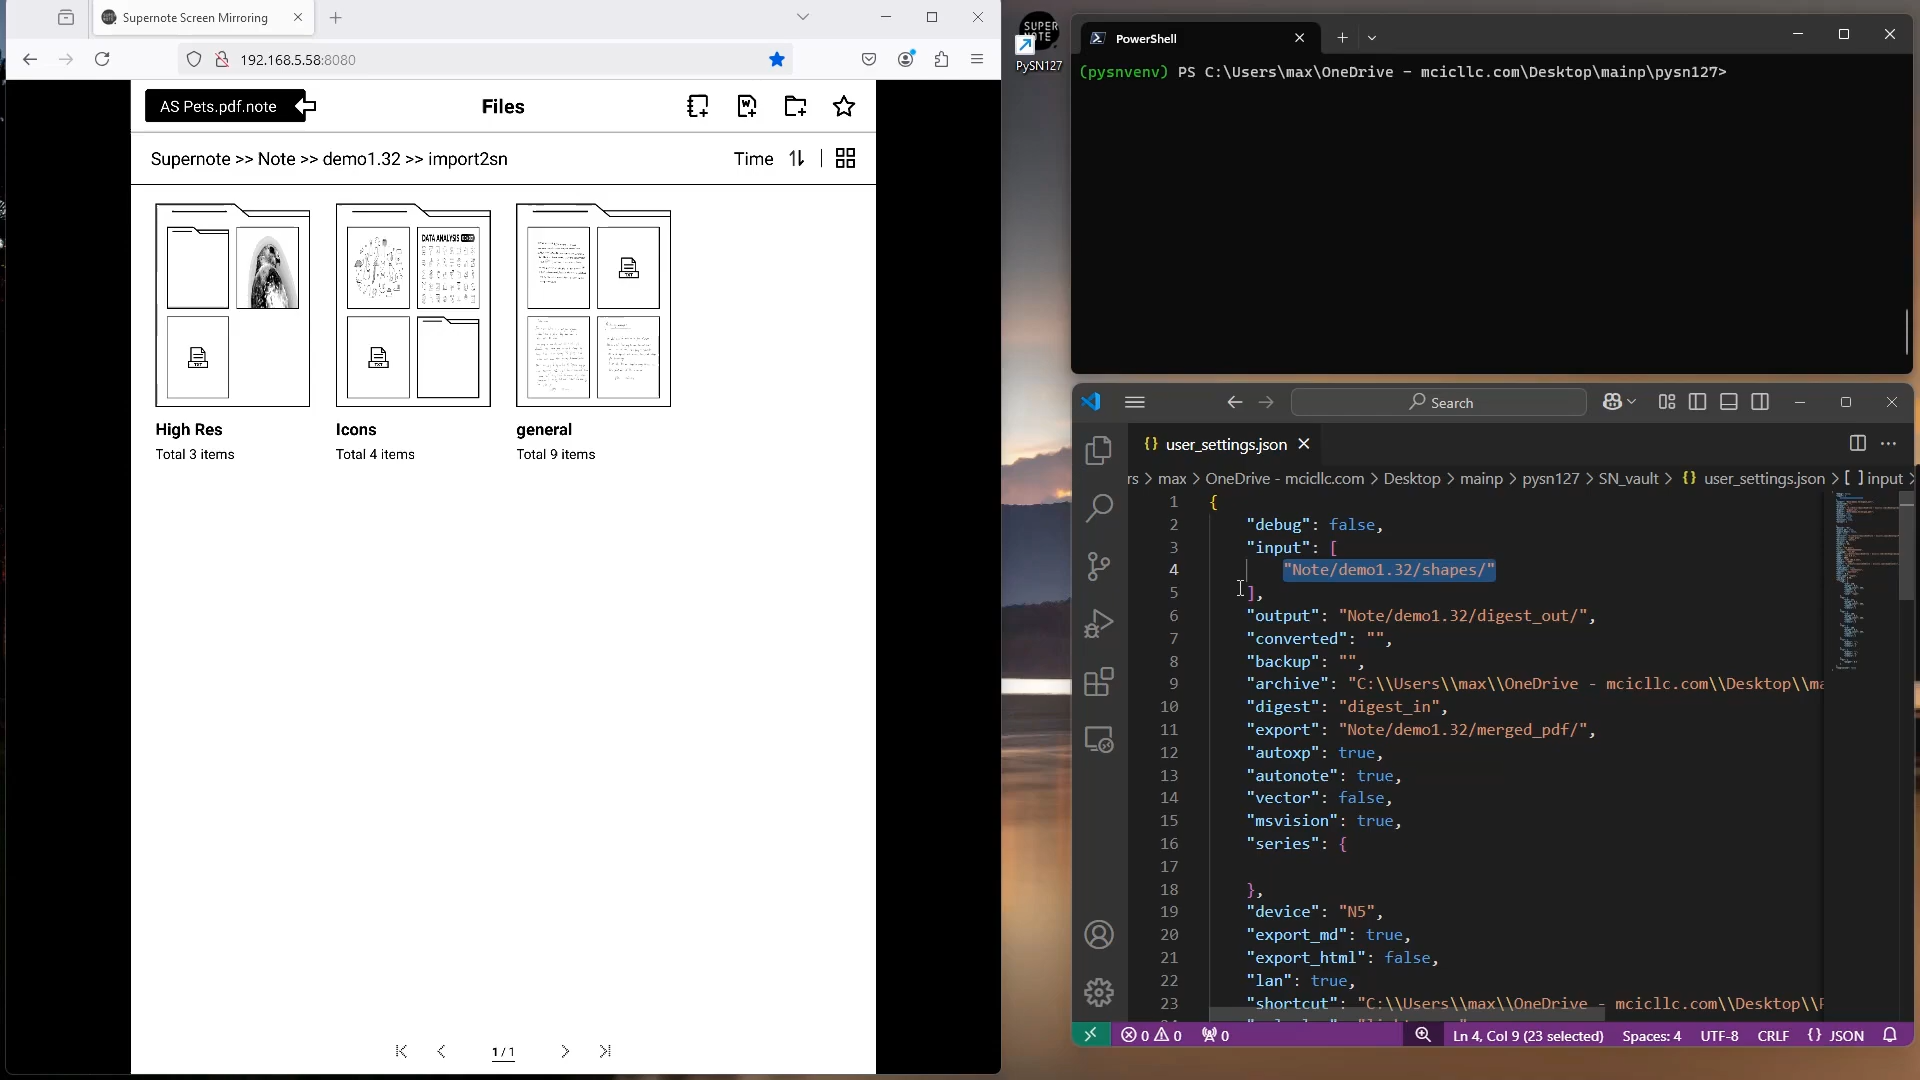 Supernote Screen Mirroring
192.168.5.58:8080
AS Pets.pdf.note
Files
Supernote >> Note >> demo1.32 >> import2sn
Time
DATA ANALYSIS
TXT
TXT
TXT
High Res
Total 3 items
Icons
Total 4 items
general
Total 9 items
1 / 1
SUPER
NOTE
PySN127
PowerShell
(pysnvenv) PS C:\Users\max\OneDrive - mcicllc.com\Desktop\mainp\pysn127>
Search
{} user_settings.json
rs > max > OneDrive - mcicllc.com > Desktop > mainp > pysn127 > SN_vault > {} user_settings.json > [ ] input >
1 {
2 "debug": false,
3 "input": [
4 "Note/demo1.32/shapes/"
5 ],
6 "output": "Note/demo1.32/digest_out/",
7 "converted": "",
8 "backup": "",
9 "archive": "C:\\Users\\max\\OneDrive - mcicllc.com\\Desktop\\ma
10 "digest": "digest_in",
11 "export": "Note/demo1.32/merged_pdf/",
12 "autoxp": true,
13 "autonote": true,
14 "vector": false,
15 "msvision": true,
16 "series": {
17
18 },
19 "device": "N5",
20 "export_md": true,
21 "export_html": false,
22 "lan": true,
23 "shortcut": "C:\\Users\\max\\OneDrive - mcicllc.com\\Desktop\\P
0 0 0 Ln 4, Col 9 (23 selected) Spaces: 4 UTF-8 CRLF {} JSON